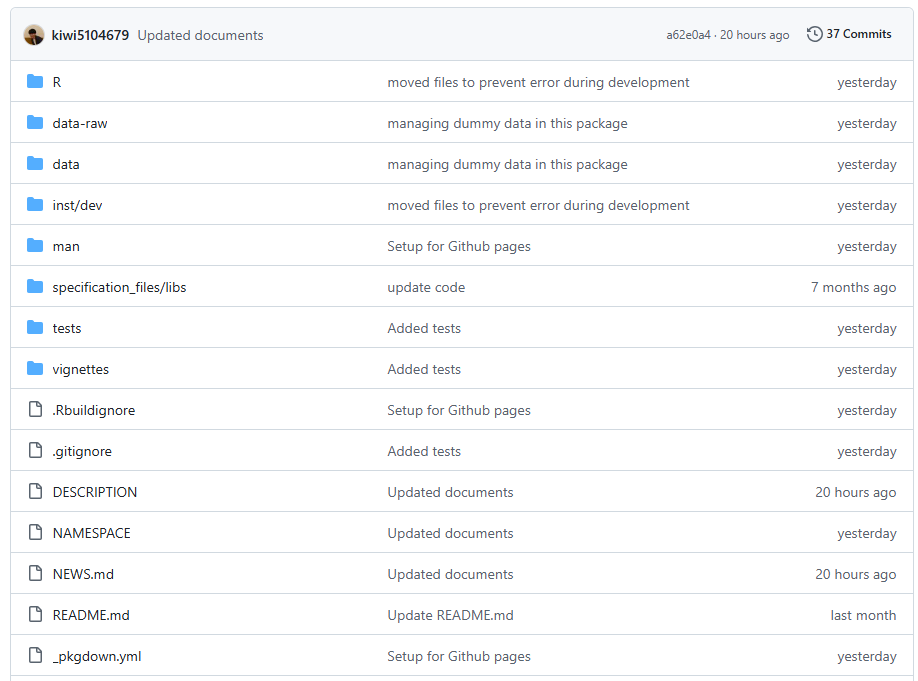 kiwi5104679 Updated documents a62e0a4 · 20 hours ago 37 Commits
R moved files to prevent error during development yesterday
data-raw managing dummy data in this package yesterday
data managing dummy data in this package yesterday
inst/dev moved files to prevent error during development yesterday
man Setup for Github pages yesterday
specification_files/libs update code 7 months ago
tests Added tests yesterday
vignettes Added tests yesterday
.Rbuildignore Setup for Github pages yesterday
.gitignore Added tests yesterday
DESCRIPTION Updated documents 20 hours ago
NAMESPACE Updated documents yesterday
NEWS.md Updated documents 20 hours ago
README.md Update README.md last month
_pkgdown.yml Setup for Github pages yesterday